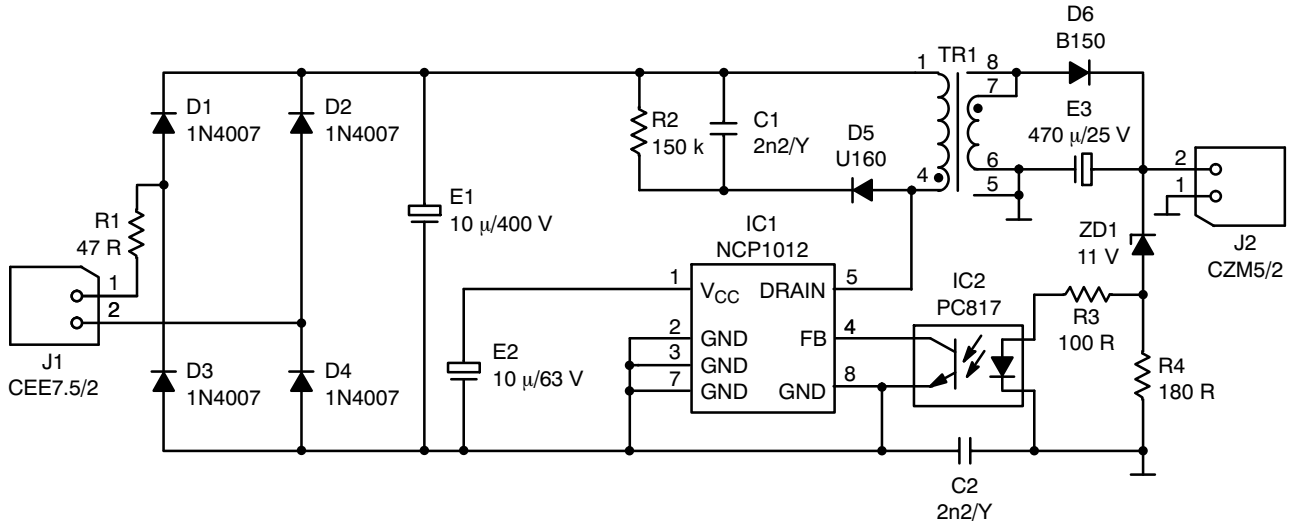 D6
B150
TR1
1
8
7
D1
1N4007
D2
1N4007
R2
150 k
C1
2n2/Y
D5
U160
E3
470 μ/25 V
4
6
5
2
1
E1
10 μ/400 V
R1
47 R
IC1
NCP1012
ZD1
11 V
J2
CZM5/2
1
2
1
VCC
DRAIN
5
IC2
PC817
R3
100 R
J1
CEE7.5/2
D3
1N4007
D4
1N4007
E2
10 μ/63 V
2
GND
FB
4
3
GND
7
GND
GND
8
R4
180 R
C2
2n2/Y